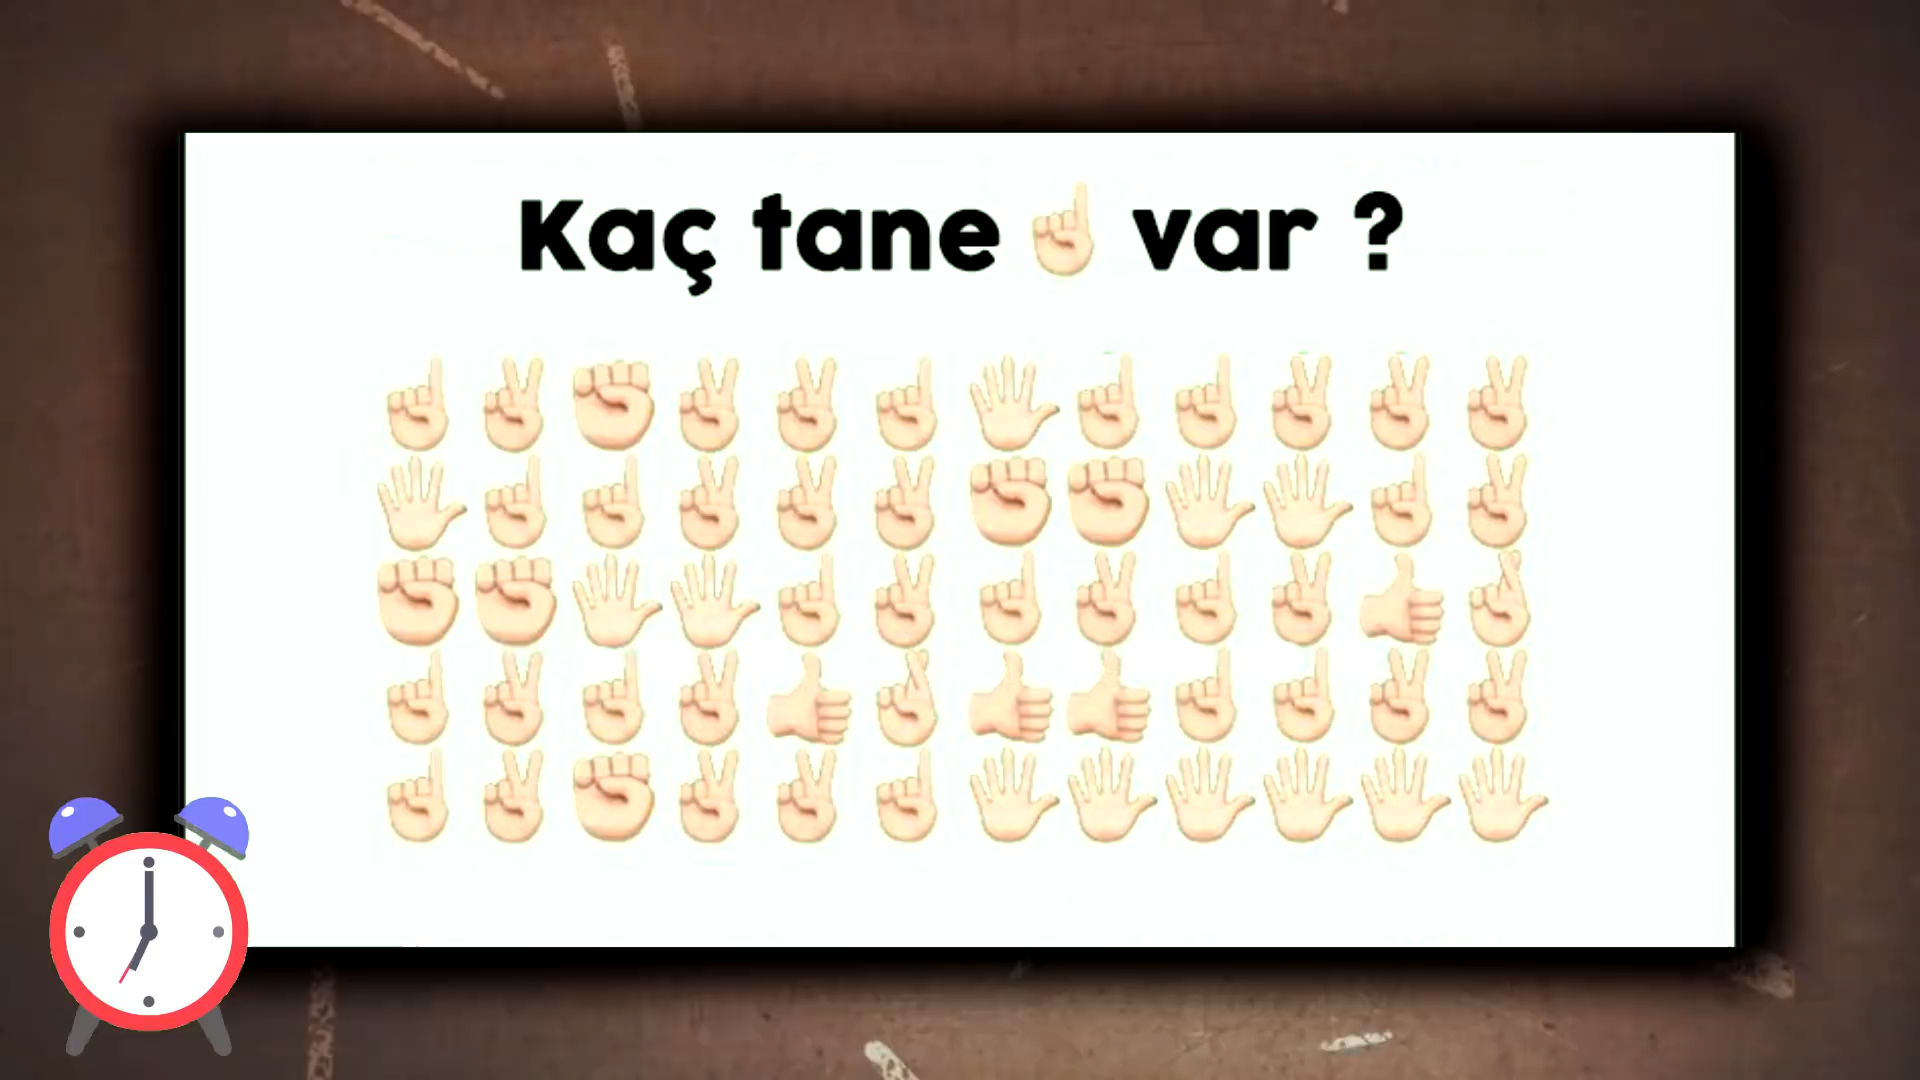 Kaç tane ☝🏻 var ?